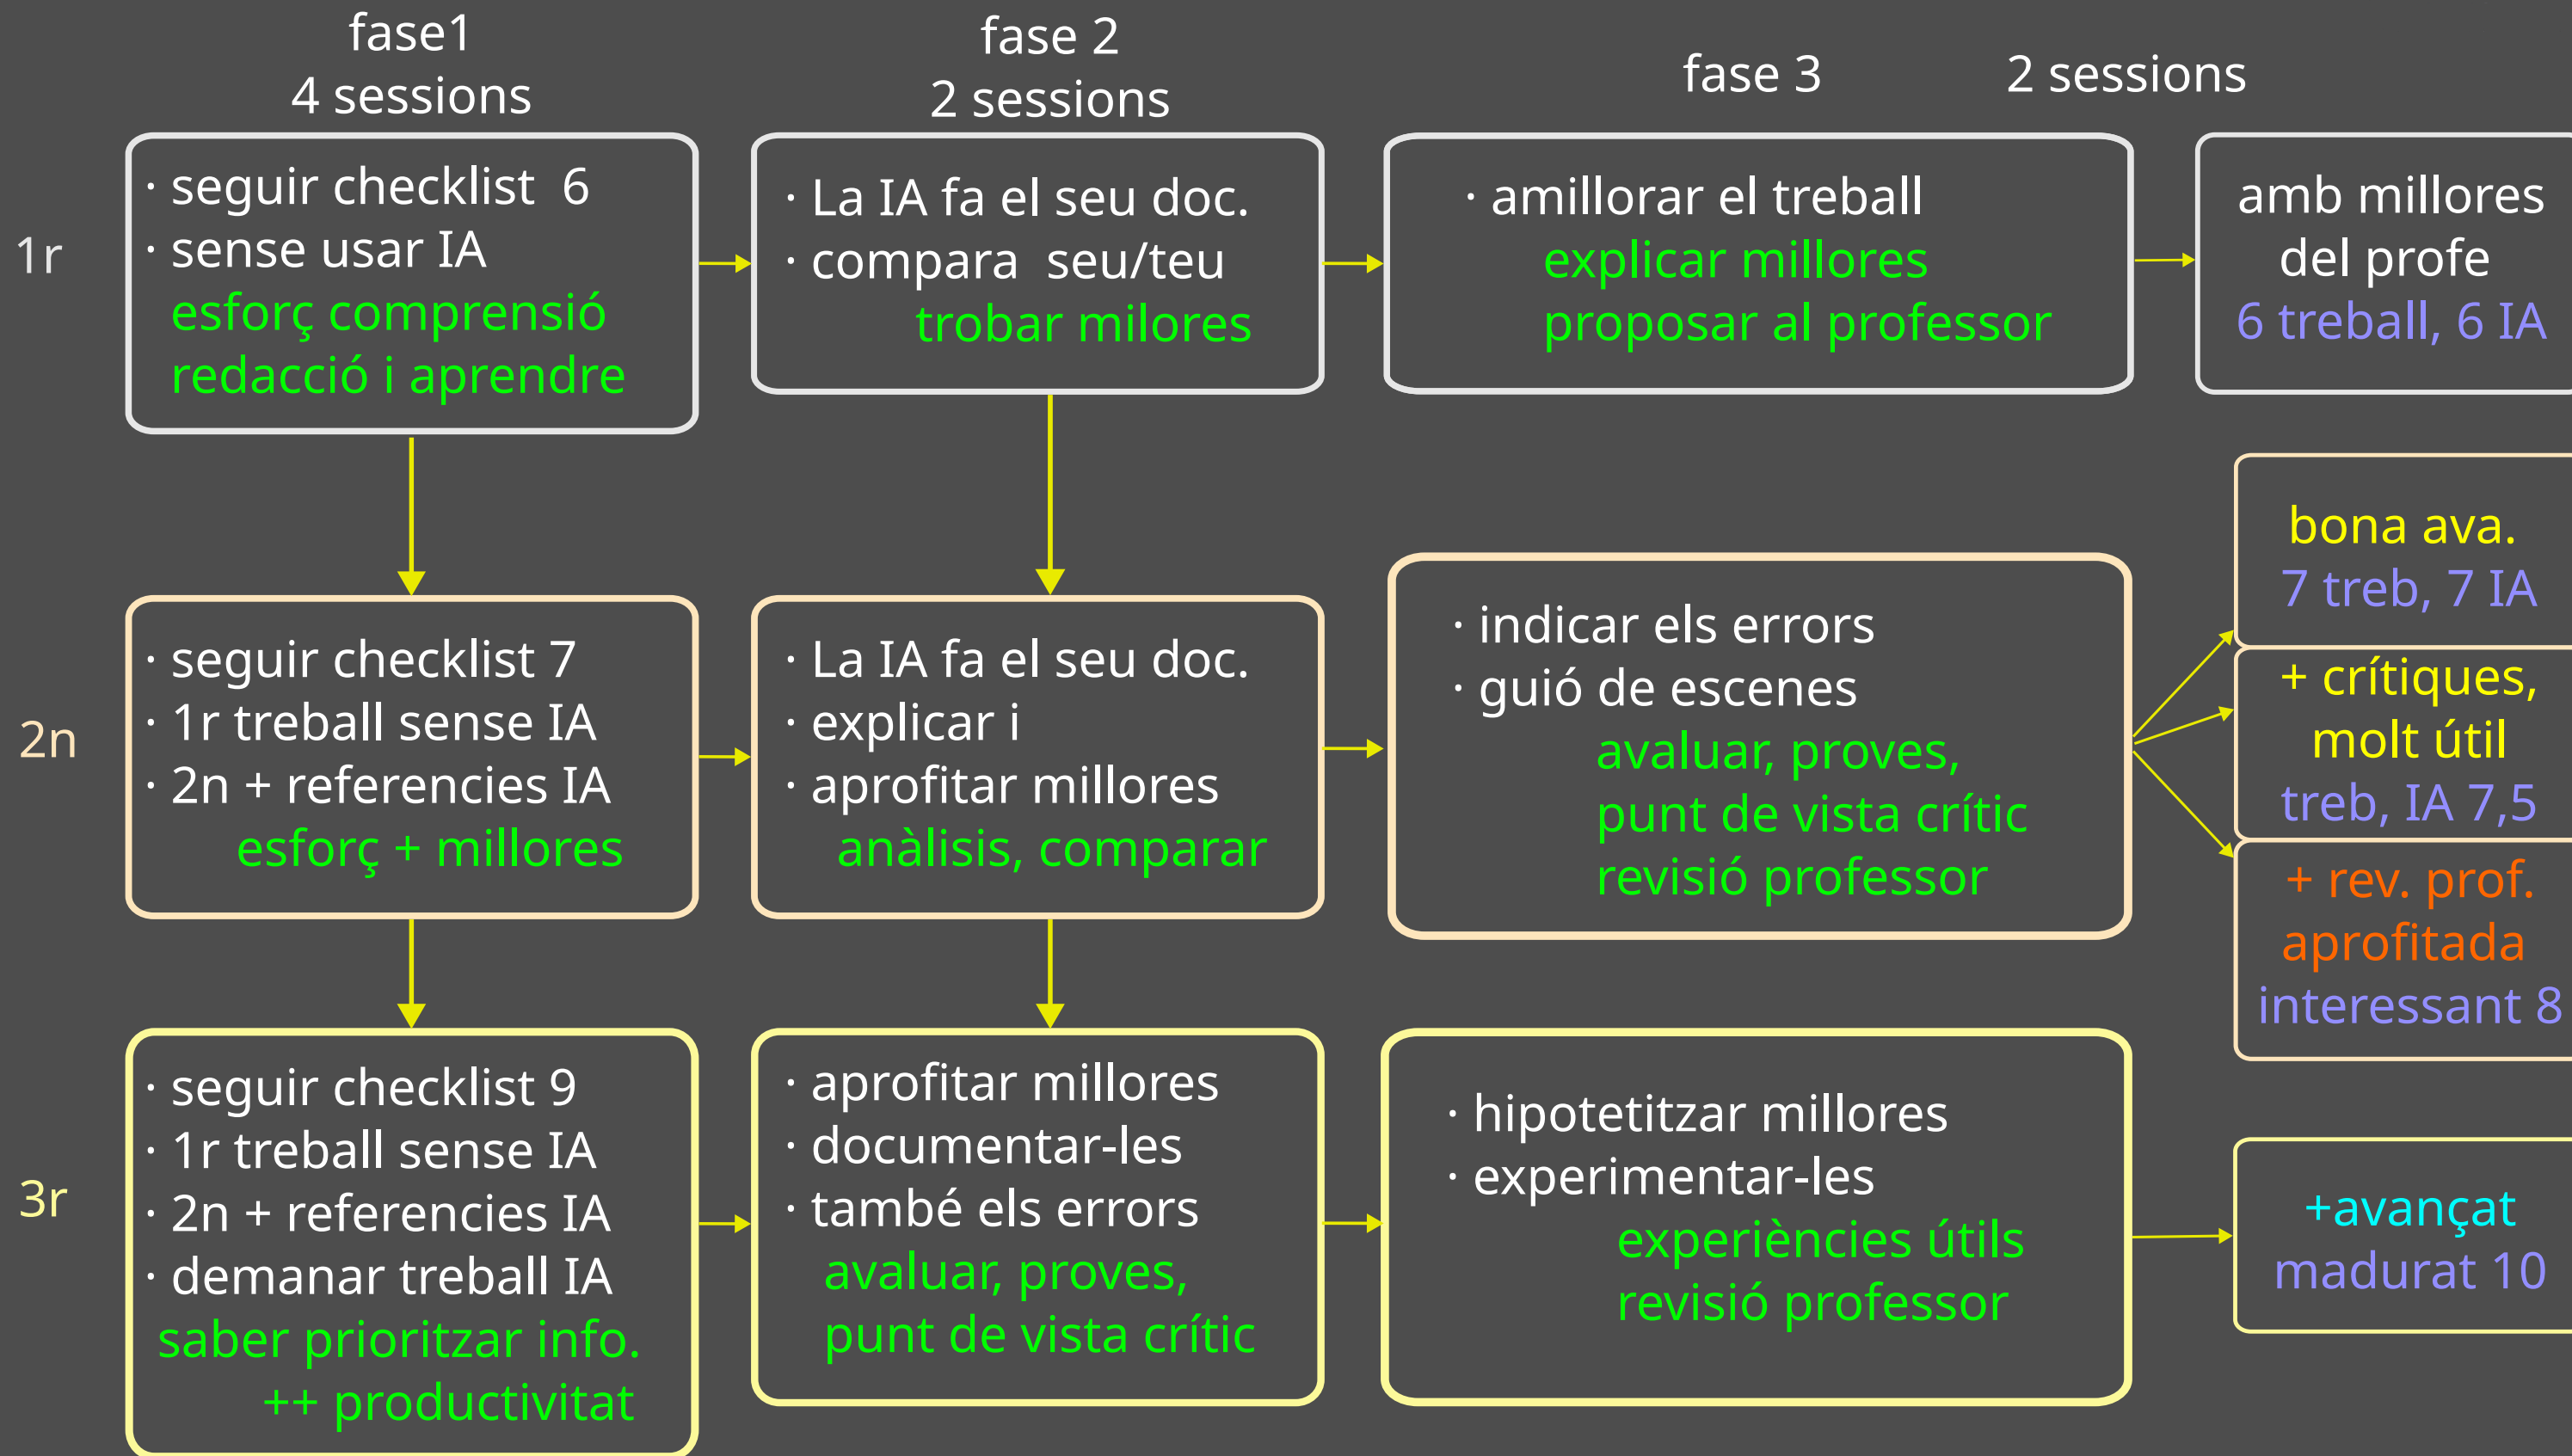 fase1
4 sessions
fase 2
2 sessions
fase 3
2 sessions
1r
· seguir checklist 6
· sense usar IA
esforç comprensió
redacció i aprendre
· La IA fa el seu doc.
· compara seu/teu
trobar milores
· amillorar el treball
explicar millores
proposar al professor
amb millores
del profe
6 treball, 6 IA
2n
· seguir checklist 7
· 1r treball sense IA
· 2n + referencies IA
esforç + millores
· La IA fa el seu doc.
· explicar i
· aprofitar millores
anàlisis, comparar
· indicar els errors
· guió de escenes
avaluar, proves,
punt de vista crític
revisió professor
bona ava.
7 treb, 7 IA
+ crítiques,
molt útil
treb, IA 7,5
+ rev. prof.
aprofitada
interessant 8
3r
· seguir checklist 9
· 1r treball sense IA
· 2n + referencies IA
· demanar treball IA
saber prioritzar info.
++ productivitat
· aprofitar millores
· documentar-les
· també els errors
avaluar, proves,
punt de vista crític
· hipotetitzar millores
· experimentar-les
experiències útils
revisió professor
+avançat
madurat 10